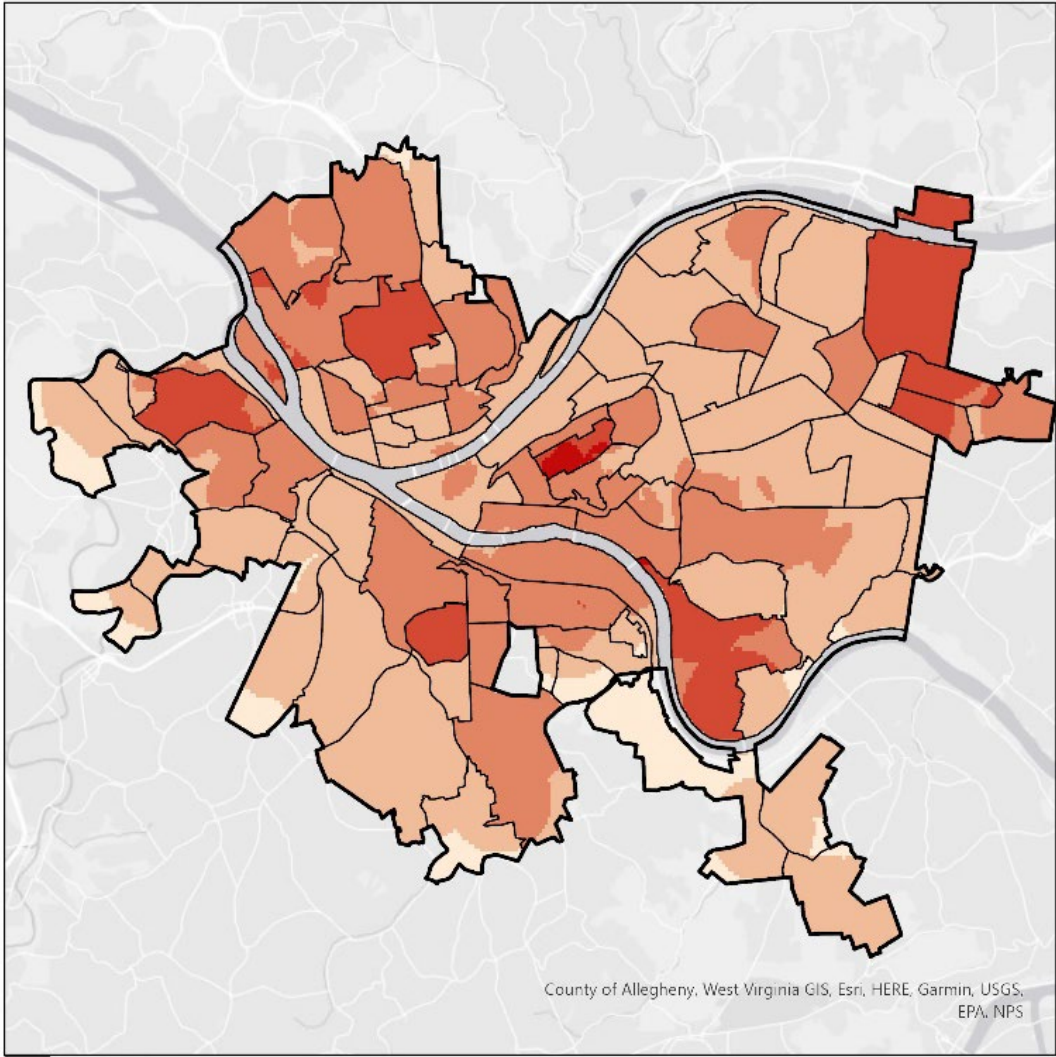 County of Allegheny, West Virginia GIS, Esri, HERE, Garmin, USGS,
EPA, NPS